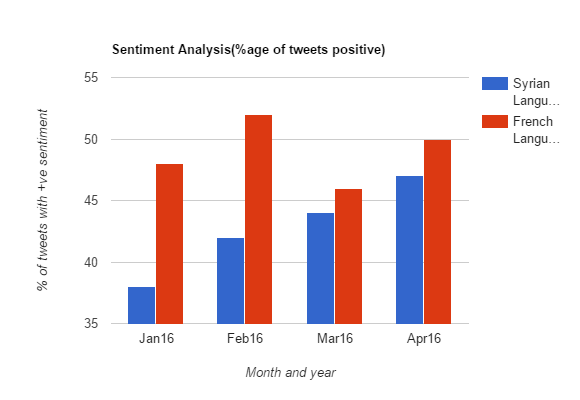 Sentiment Analysis(%age of tweets positive)
% of tweets with +ve sentiment
55
50
45
40
35
Jan16 Feb16 Mar16 Apr16
Month and year
Syrian
Langu…
French
Langu…